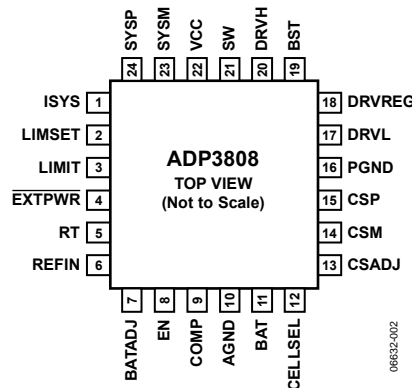 SYSP
SYSM
VCC
SW
DRVH
BST
24
23
22
21
20
19
ISYS 1
LIMSET 2
LIMIT 3
EXTPWR 4
RT 5
REFIN 6
ADP3808
TOP VIEW
(Not to Scale)
18 DRVREG
17 DRVL
16 PGND
15 CSP
14 CSM
13 CSADJ
7
8
9
10
11
12
BATADJ
EN
COMP
AGND
BAT
CELLSEL
06632-002